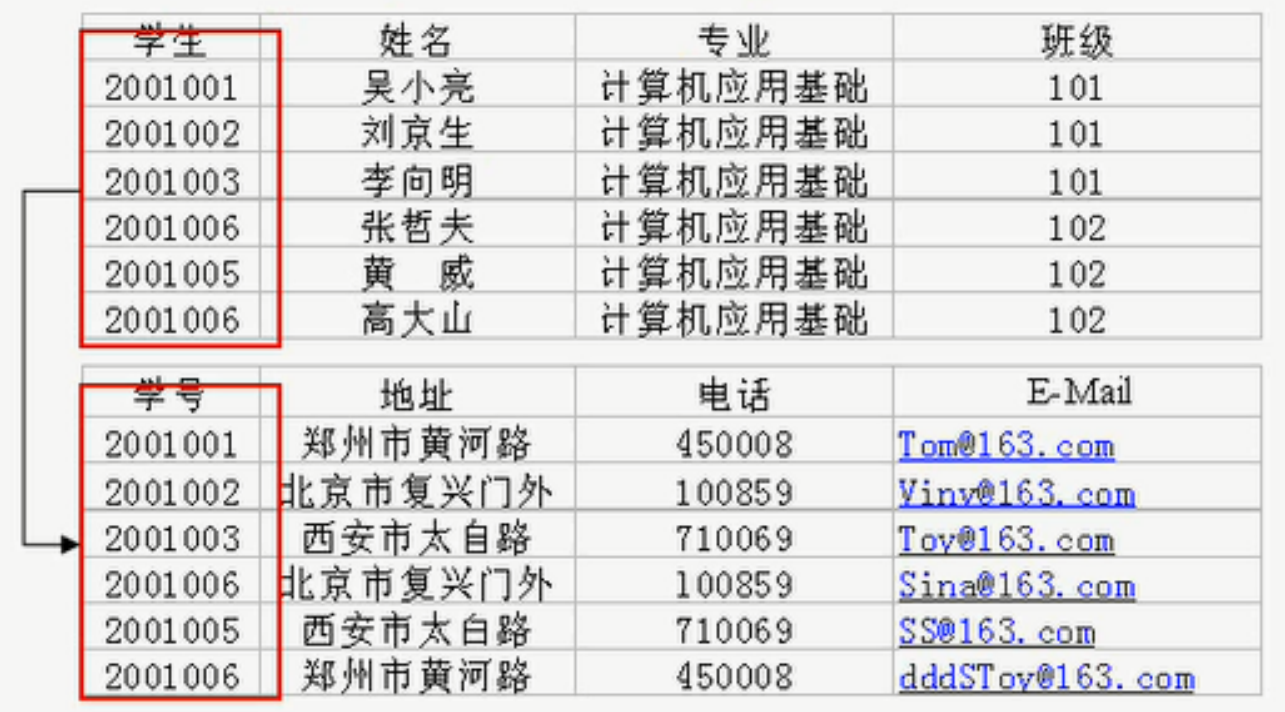 学生 姓名 专业 班级
2001001 吴小亮 计算机应用基础 101
2001002 刘京生 计算机应用基础 101
2001003 李向明 计算机应用基础 101
2001006 张哲夫 计算机应用基础 102
2001005 黄 威 计算机应用基础 102
2001006 高大山 计算机应用基础 102
学号 地址 电话 E-Mail
2001001 郑州市黄河路 450008 Tom@163.com
2001002 北京市复兴门外 100859 Viny@163.com
2001003 西安市太自路 710069 Toy@163.com
2001006 北京市复兴门外 100859 Sina@163.com
2001005 西安市太白路 710069 SS@163.com
2001006 郑州市黄河路 450008 dddSToy@163.com